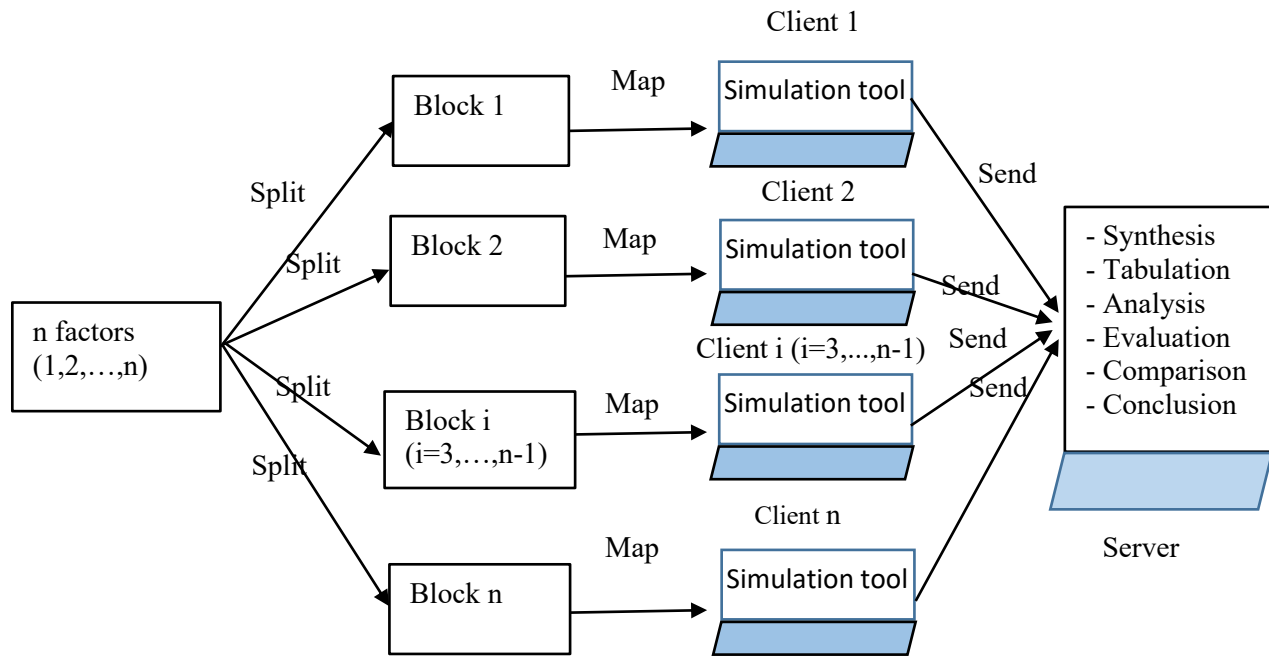 n factors
(1,2,…,n)
Split
Split
Split
Split
Block 1
Block 2
Block i
(i=3,…,n-1)
Block n
Map
Map
Map
Map
Client 1
Simulation tool
Client 2
Simulation tool
Client i (i=3,...,n-1)
Simulation tool
Client n
Simulation tool
Send
Send
Send
Send
- Synthesis
- Tabulation
- Analysis
- Evaluation
- Comparison
- Conclusion
Server